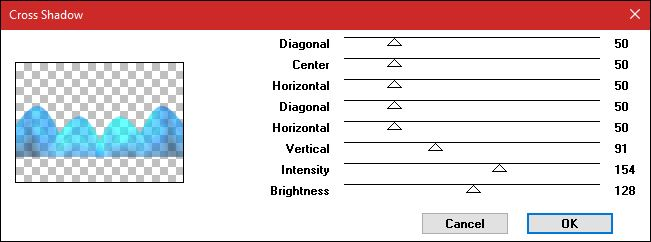 Cross Shadow
Diagonal 50
Center 50
Horizontal 50
Diagonal 50
Horizontal 50
Vertical 91
Intensity 154
Brightness 128
Cancel OK